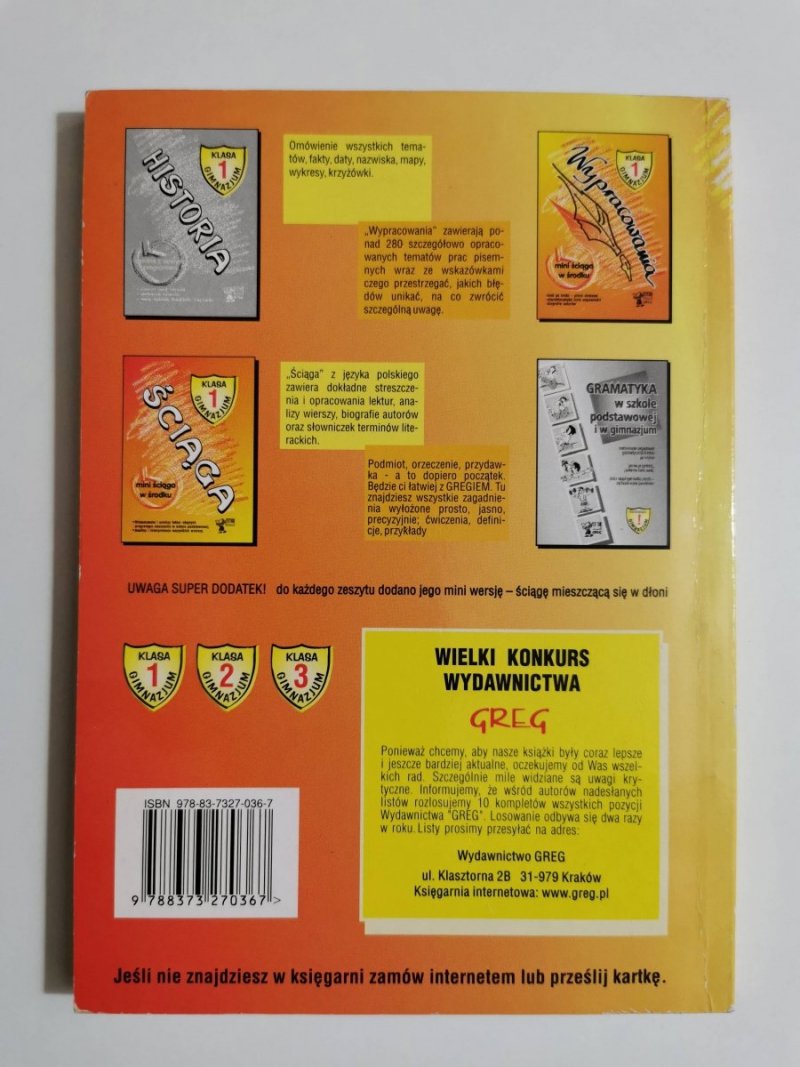 KLASA
1
GIMNAZJUM
HISTORIA
Omówienie wszystkich tema-
tów, fakty, daty, nazwiska, mapy,
wykresy, krzyżówki.
KLASA
1
GIMNAZJUM
Wypracowania
mini ściąga
w środku
„Wypracowania" zawierają po-
nad 280 szczegółowo opraco-
wanych tematów prac pisem-
nych wraz ze wskazówkami
czego przestrzegać, jakich błę-
dów unikać, na co zwrócić
szczególną uwagę.
KLASA
1
GIMNAZJUM
ŚCIĄGA
mini ściąga
w środku
„Ściąga" z języka polskiego
zawiera dokładne streszcze-
nia i opracowania lektur, ana-
lizy wierszy, biografie autorów
oraz słowniczek terminów lite-
rackich.
GRAMATYKA
w szkole
podstawowej
i w gimnazjum
Podmiot, orzeczenie, przydaw-
ka - a to dopiero początek.
Będzie ci łatwiej z GREGIEM. Tu
znajdziesz wszystkie zagadnie-
nia wyłożone prosto, jasno,
precyzyjnie; ćwiczenia, defini-
cje, przykłady
UWAGA SUPER DODATEK! do każdego zeszytu dodano jego mini wersję – ściągę mieszczącą się w dłoni
KLASA
1
GIMNAZJUM
KLASA
2
GIMNAZJUM
KLASA
3
GIMNAZJUM
WIELKI KONKURS
WYDAWNICTWA
GREG
Ponieważ chcemy, aby nasze książki były coraz lepsze
i jeszcze bardziej aktualne, oczekujemy od Was wszel-
kich rad. Szczególnie mile widziane są uwagi kry-
tyczne. Informujemy, że wśród autorów nadesłanych
listów rozlosujemy 10 kompletów wszystkich pozycji
Wydawnictwa "GREG". Losowanie odbywa się dwa razy
w roku. Listy prosimy przesyłać na adres:
Wydawnictwo GREG
ul. Klasztorna 2B 31-979 Kraków
Księgarnia internetowa: www.greg.pl
ISBN 978-83-7327-036-7
9 788373 270367 >
Jeśli nie znajdziesz w księgarni zamów internetem lub prześlij kartkę.